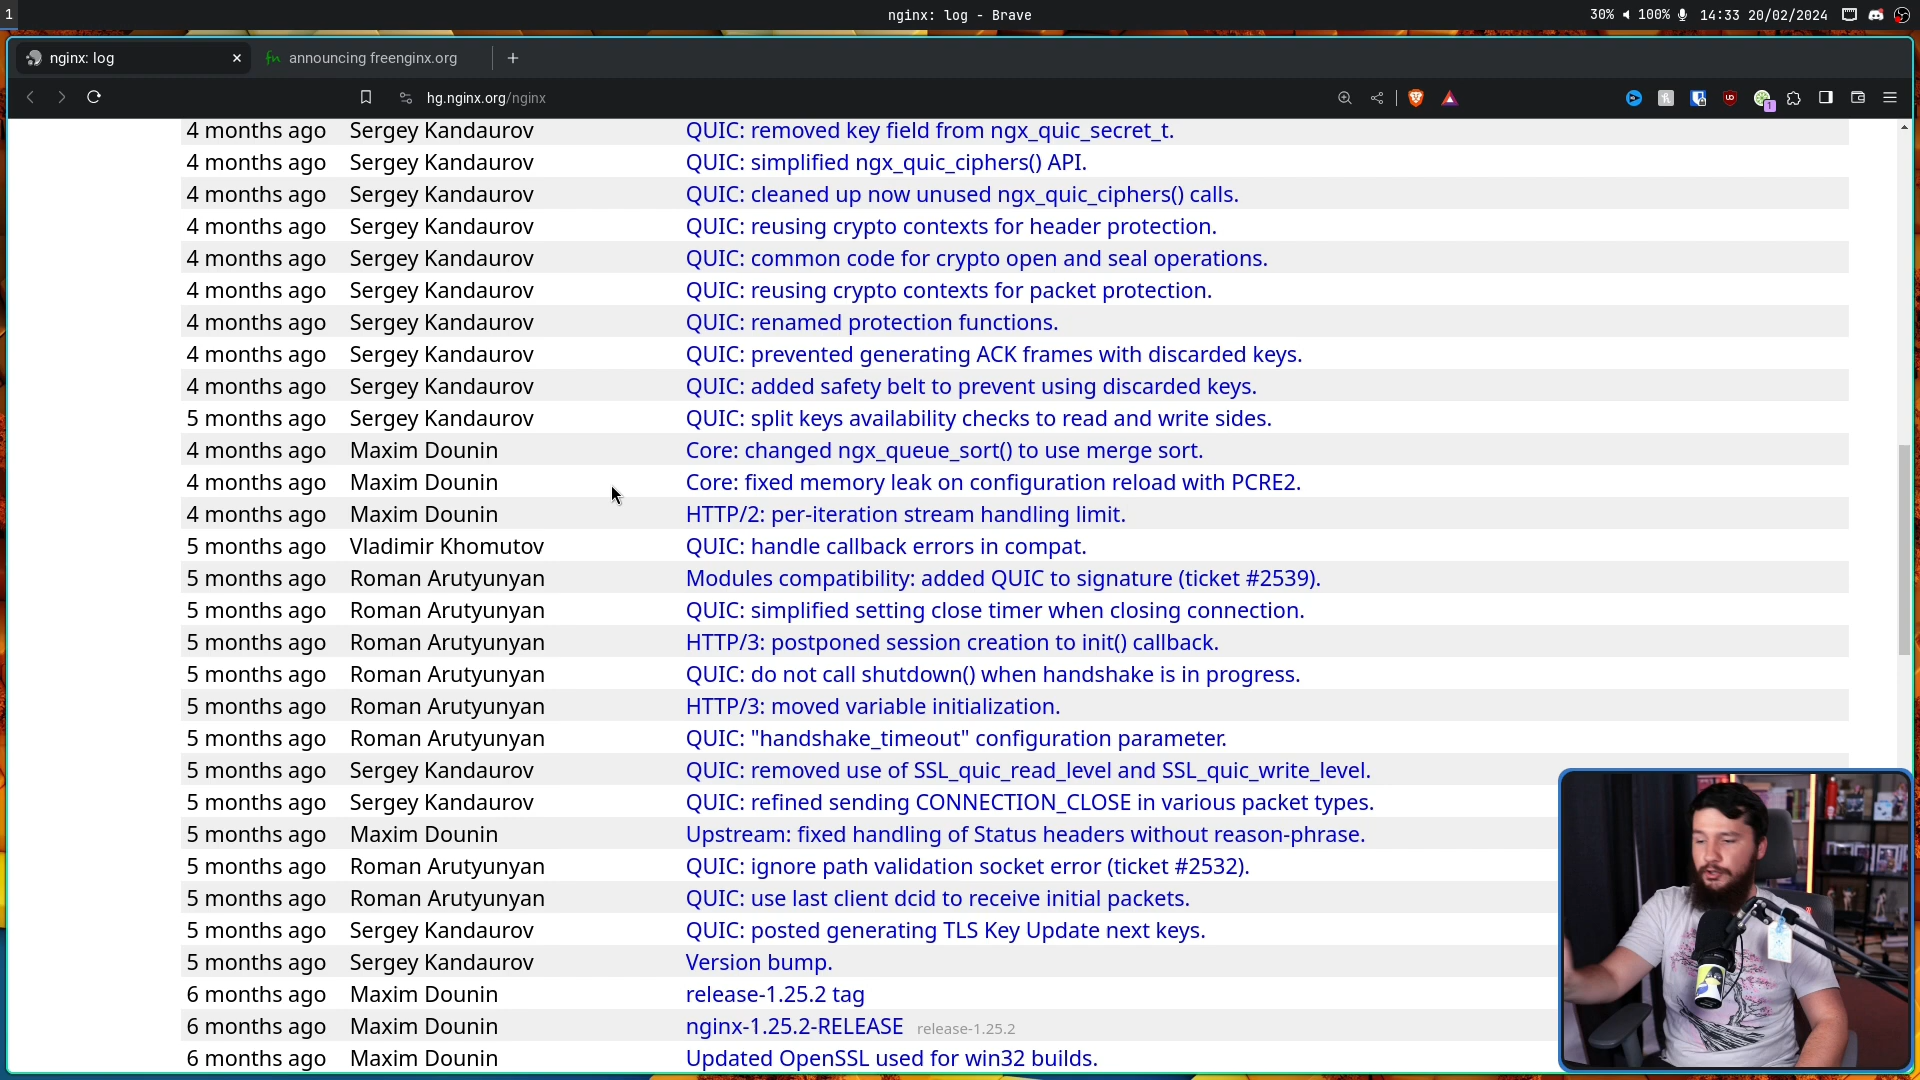 1
nginx: log - Brave
30% 100% 14:33 20/02/2024
nginx: log
announcing freenginx.org
hg.nginx.org/nginx
4 months ago Sergey Kandaurov QUIC: removed key field from ngx_quic_secret_t.
4 months ago Sergey Kandaurov QUIC: simplified ngx_quic_ciphers() API.
4 months ago Sergey Kandaurov QUIC: cleaned up now unused ngx_quic_ciphers() calls.
4 months ago Sergey Kandaurov QUIC: reusing crypto contexts for header protection.
4 months ago Sergey Kandaurov QUIC: common code for crypto open and seal operations.
4 months ago Sergey Kandaurov QUIC: reusing crypto contexts for packet protection.
4 months ago Sergey Kandaurov QUIC: renamed protection functions.
4 months ago Sergey Kandaurov QUIC: prevented generating ACK frames with discarded keys.
4 months ago Sergey Kandaurov QUIC: added safety belt to prevent using discarded keys.
5 months ago Sergey Kandaurov QUIC: split keys availability checks to read and write sides.
4 months ago Maxim Dounin Core: changed ngx_queue_sort() to use merge sort.
4 months ago Maxim Dounin Core: fixed memory leak on configuration reload with PCRE2.
4 months ago Maxim Dounin HTTP/2: per-iteration stream handling limit.
5 months ago Vladimir Khomutov QUIC: handle callback errors in compat.
5 months ago Roman Arutyunyan Modules compatibility: added QUIC to signature (ticket #2539).
5 months ago Roman Arutyunyan QUIC: simplified setting close timer when closing connection.
5 months ago Roman Arutyunyan HTTP/3: postponed session creation to init() callback.
5 months ago Roman Arutyunyan QUIC: do not call shutdown() when handshake is in progress.
5 months ago Roman Arutyunyan HTTP/3: moved variable initialization.
5 months ago Roman Arutyunyan QUIC: "handshake_timeout" configuration parameter.
5 months ago Sergey Kandaurov QUIC: removed use of SSL_quic_read_level and SSL_quic_write_level.
5 months ago Sergey Kandaurov QUIC: refined sending CONNECTION_CLOSE in various packet types.
5 months ago Maxim Dounin Upstream: fixed handling of Status headers without reason-phrase.
5 months ago Roman Arutyunyan QUIC: ignore path validation socket error (ticket #2532).
5 months ago Roman Arutyunyan QUIC: use last client dcid to receive initial packets.
5 months ago Sergey Kandaurov QUIC: posted generating TLS Key Update next keys.
5 months ago Sergey Kandaurov Version bump.
6 months ago Maxim Dounin release-1.25.2 tag
6 months ago Maxim Dounin nginx-1.25.2-RELEASE release-1.25.2
6 months ago Maxim Dounin Updated OpenSSL used for win32 builds.